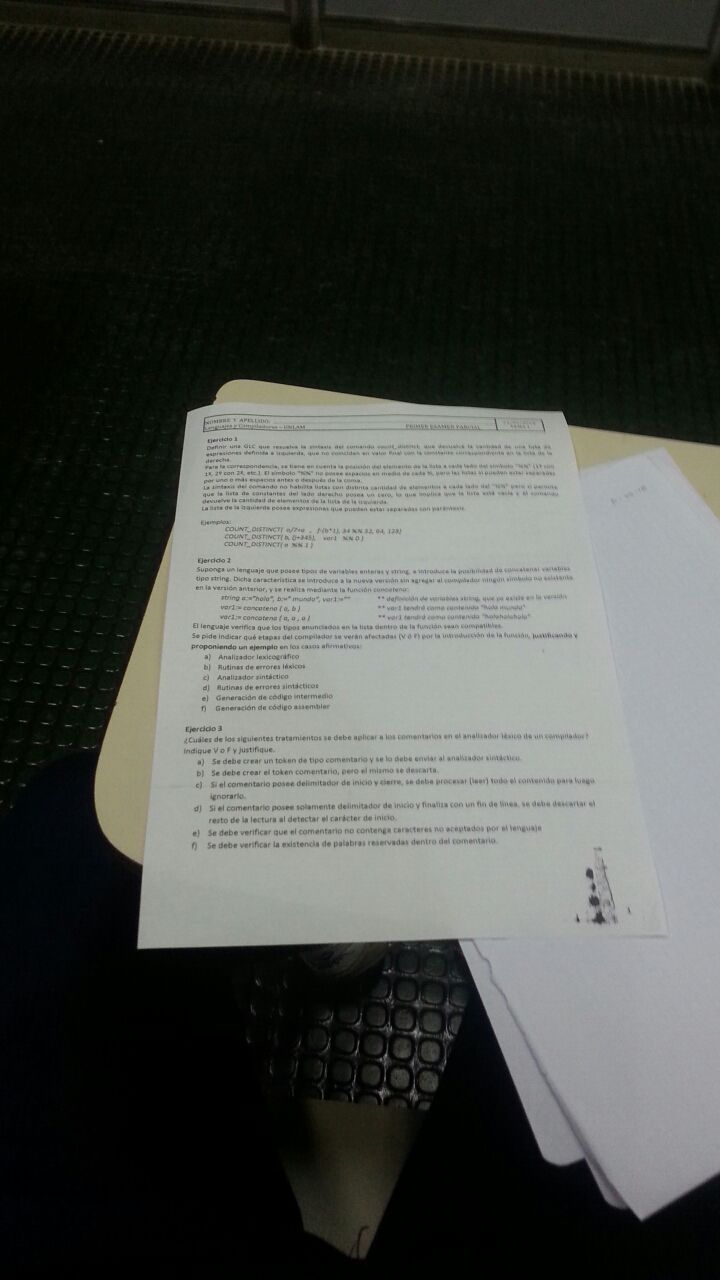 NOMBRE Y APELLIDO:
Lenguajes y Compiladores – UNLAM PRIMER EXAMEN PARCIAL TEMA 1
Ejercicio 1
Definir una GLC que resuelva la sintaxis del comando count_distinct, que devuelve la cantidad de una lista de
expresiones definida a izquierda, que no coinciden en valor final con la constante correspondiente en la lista de la
derecha.
Para la correspondencia, se tiene en cuenta la posición del elemento de la lista a cada lado del símbolo "%%" (1º con
1º, 2º con 2º, etc.). El símbolo "%%" no posee espacios en medio de cada %, pero las listas si pueden estar separadas
por uno o más espacios antes o después de la coma.
La sintaxis del comando no habilita listas con distinta cantidad de elementos a cada lado del "%%" pero si permite
que la lista de constantes del lado derecho posea un cero, lo que implica que la lista está vacía y el comando
devuelve la cantidad de elementos de la lista de la izquierda.
La lista de la izquierda posee expresiones que pueden estar separadas con paréntesis.
Ejemplos:
COUNT_DISTINCT( a/2+a , f-(b*1), 34 %% 32, 64, 128)
COUNT_DISTINCT( b, (j+345), var1 %% 0 )
COUNT_DISTINCT( a %% 1 )
Ejercicio 2
Suponga un lenguaje que posee tipos de variables enteras y string, e introduce la posibilidad de concatenar variables
tipo string. Dicha característica se introduce a la nueva versión sin agregar al compilador ningún símbolo no existente
en la versión anterior, y se realiza mediante la función concatena:
string a:="hola", b:=" mundo", var1:="" ** definición de variables string, que ya existe en la versión
var1:= concatena ( a, b ) ** var1 tendrá como contenido "hola mundo"
var1:= concatena ( a, a , a ) ** var1 tendrá como contenido "holaholahola"
El lenguaje verifica que los tipos enunciados en la lista dentro de la función sean compatibles.
Se pide indicar qué etapas del compilador se verán afectadas (V ó F) por la introducción de la función, justificando y
proponiendo un ejemplo en los casos afirmativos:
a) Analizador lexicográfico
b) Rutinas de errores léxicos
c) Analizador sintáctico
d) Rutinas de errores sintácticos
e) Generación de código intermedio
f) Generación de código assembler
Ejercicio 3
¿Cuáles de los siguientes tratamientos se debe aplicar a los comentarios en el analizador léxico de un compilador?
Indique V o F y justifique.
a) Se debe crear un token de tipo comentario y se lo debe enviar al analizador sintáctico.
b) Se debe crear el token comentario, pero el mismo se descarta.
c) Si el comentario posee delimitador de inicio y cierre, se debe procesar (leer) todo el contenido para luego
ignorarlo.
d) Si el comentario posee solamente delimitador de inicio y finaliza con un fin de línea, se debe descartar el
resto de la lectura al detectar el carácter de inicio.
e) Se debe verificar que el comentario no contenga caracteres no aceptados por el lenguaje
f) Se debe verificar la existencia de palabras reservadas dentro del comentario.